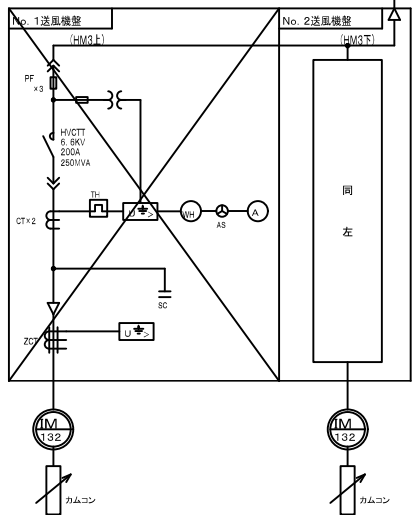 No. 1送風機盤
No. 2送風機盤
(HM3上)
(HM3下)
PF
×3
HVCTT
6. 6KV
200A
250MVA
TH
CT×2
U >
WH
AS
A
同
左
SC
ZCT
U >
IM
132
IM
132
カムコン
カムコン